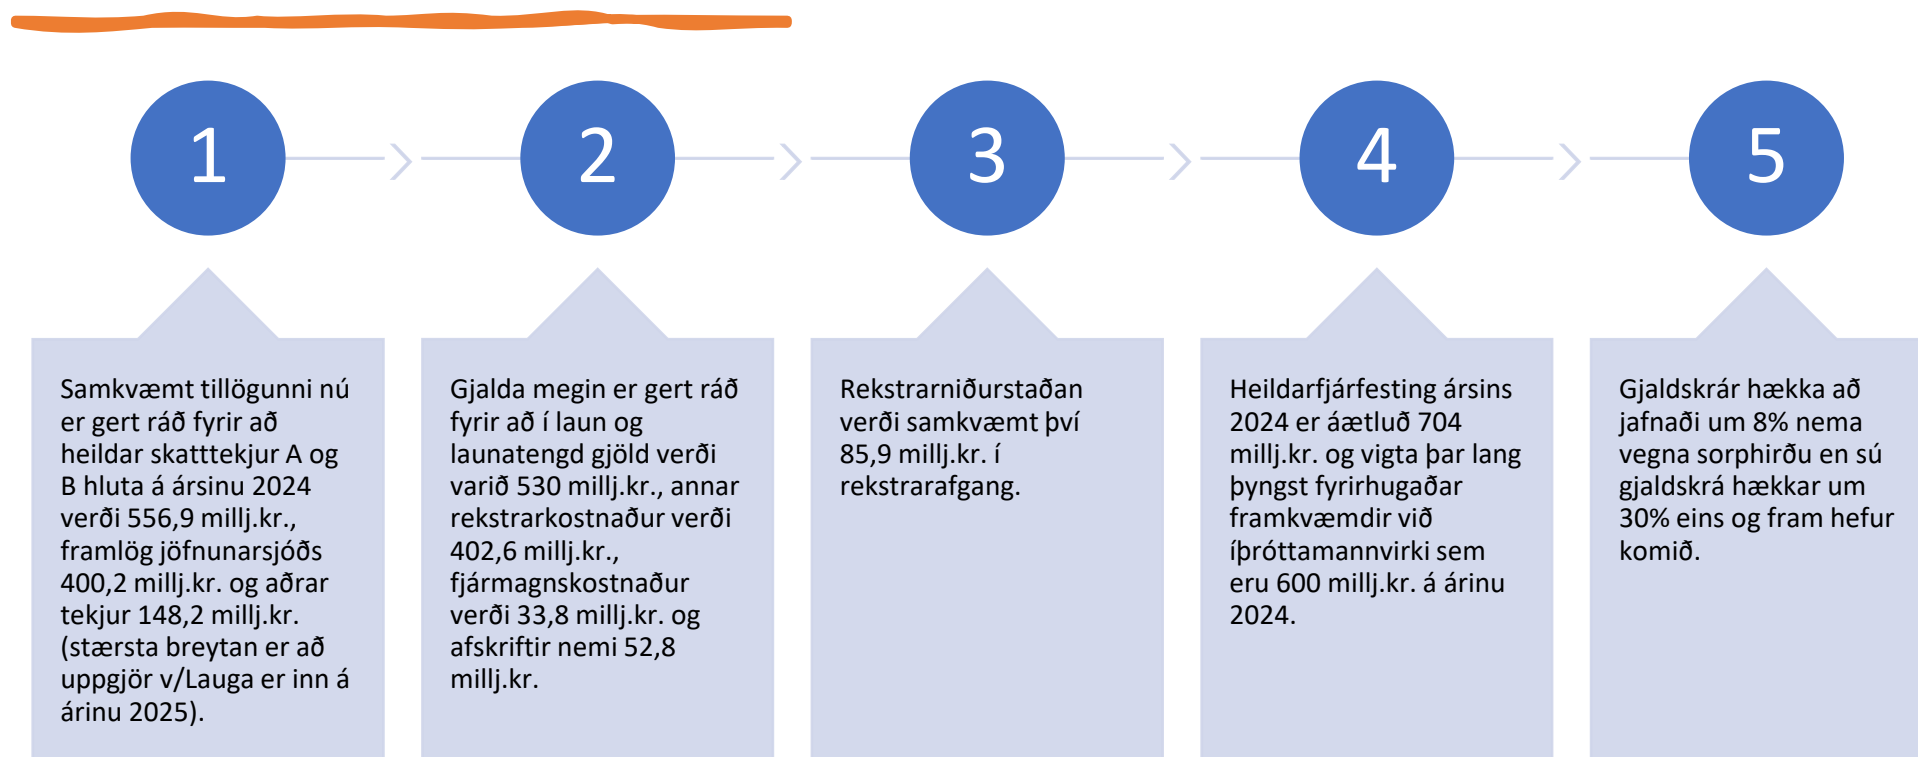 1
Samkvæmt tillögunni nú
er gert ráð fyrir að
heildar skatttekjur A og
B hluta á ársinu 2024
verði 556,9 millj.kr.,
framlög jöfnunarsjóðs
400,2 millj.kr. og aðrar
tekjur 148,2 millj.kr.
(stærsta breytan er að
uppgjör v/Lauga er inn á
árinu 2025).
2
Gjalda megin er gert ráð
fyrir að í laun og
launatengd gjöld verði
varið 530 millj.kr., annar
rekstrarkostnaður verði
402,6 millj.kr.,
fjármagnskostnaður
verði 33,8 millj.kr. og
afskriftir nemi 52,8
millj.kr.
3
Rekstrarniðurstaðan
verði samkvæmt því
85,9 millj.kr. í
rekstrarafgang.
4
Heildarfjárfesting ársins
2024 er áætluð 704
millj.kr. og vigta þar lang
þyngst fyrirhugaðar
framkvæmdir við
íþróttamannvirki sem
eru 600 millj.kr. á árinu
2024.
5
Gjaldskrár hækka að
jafnaði um 8% nema
vegna sorphirðu en sú
gjaldskrá hækkar um
30% eins og fram hefur
komið.